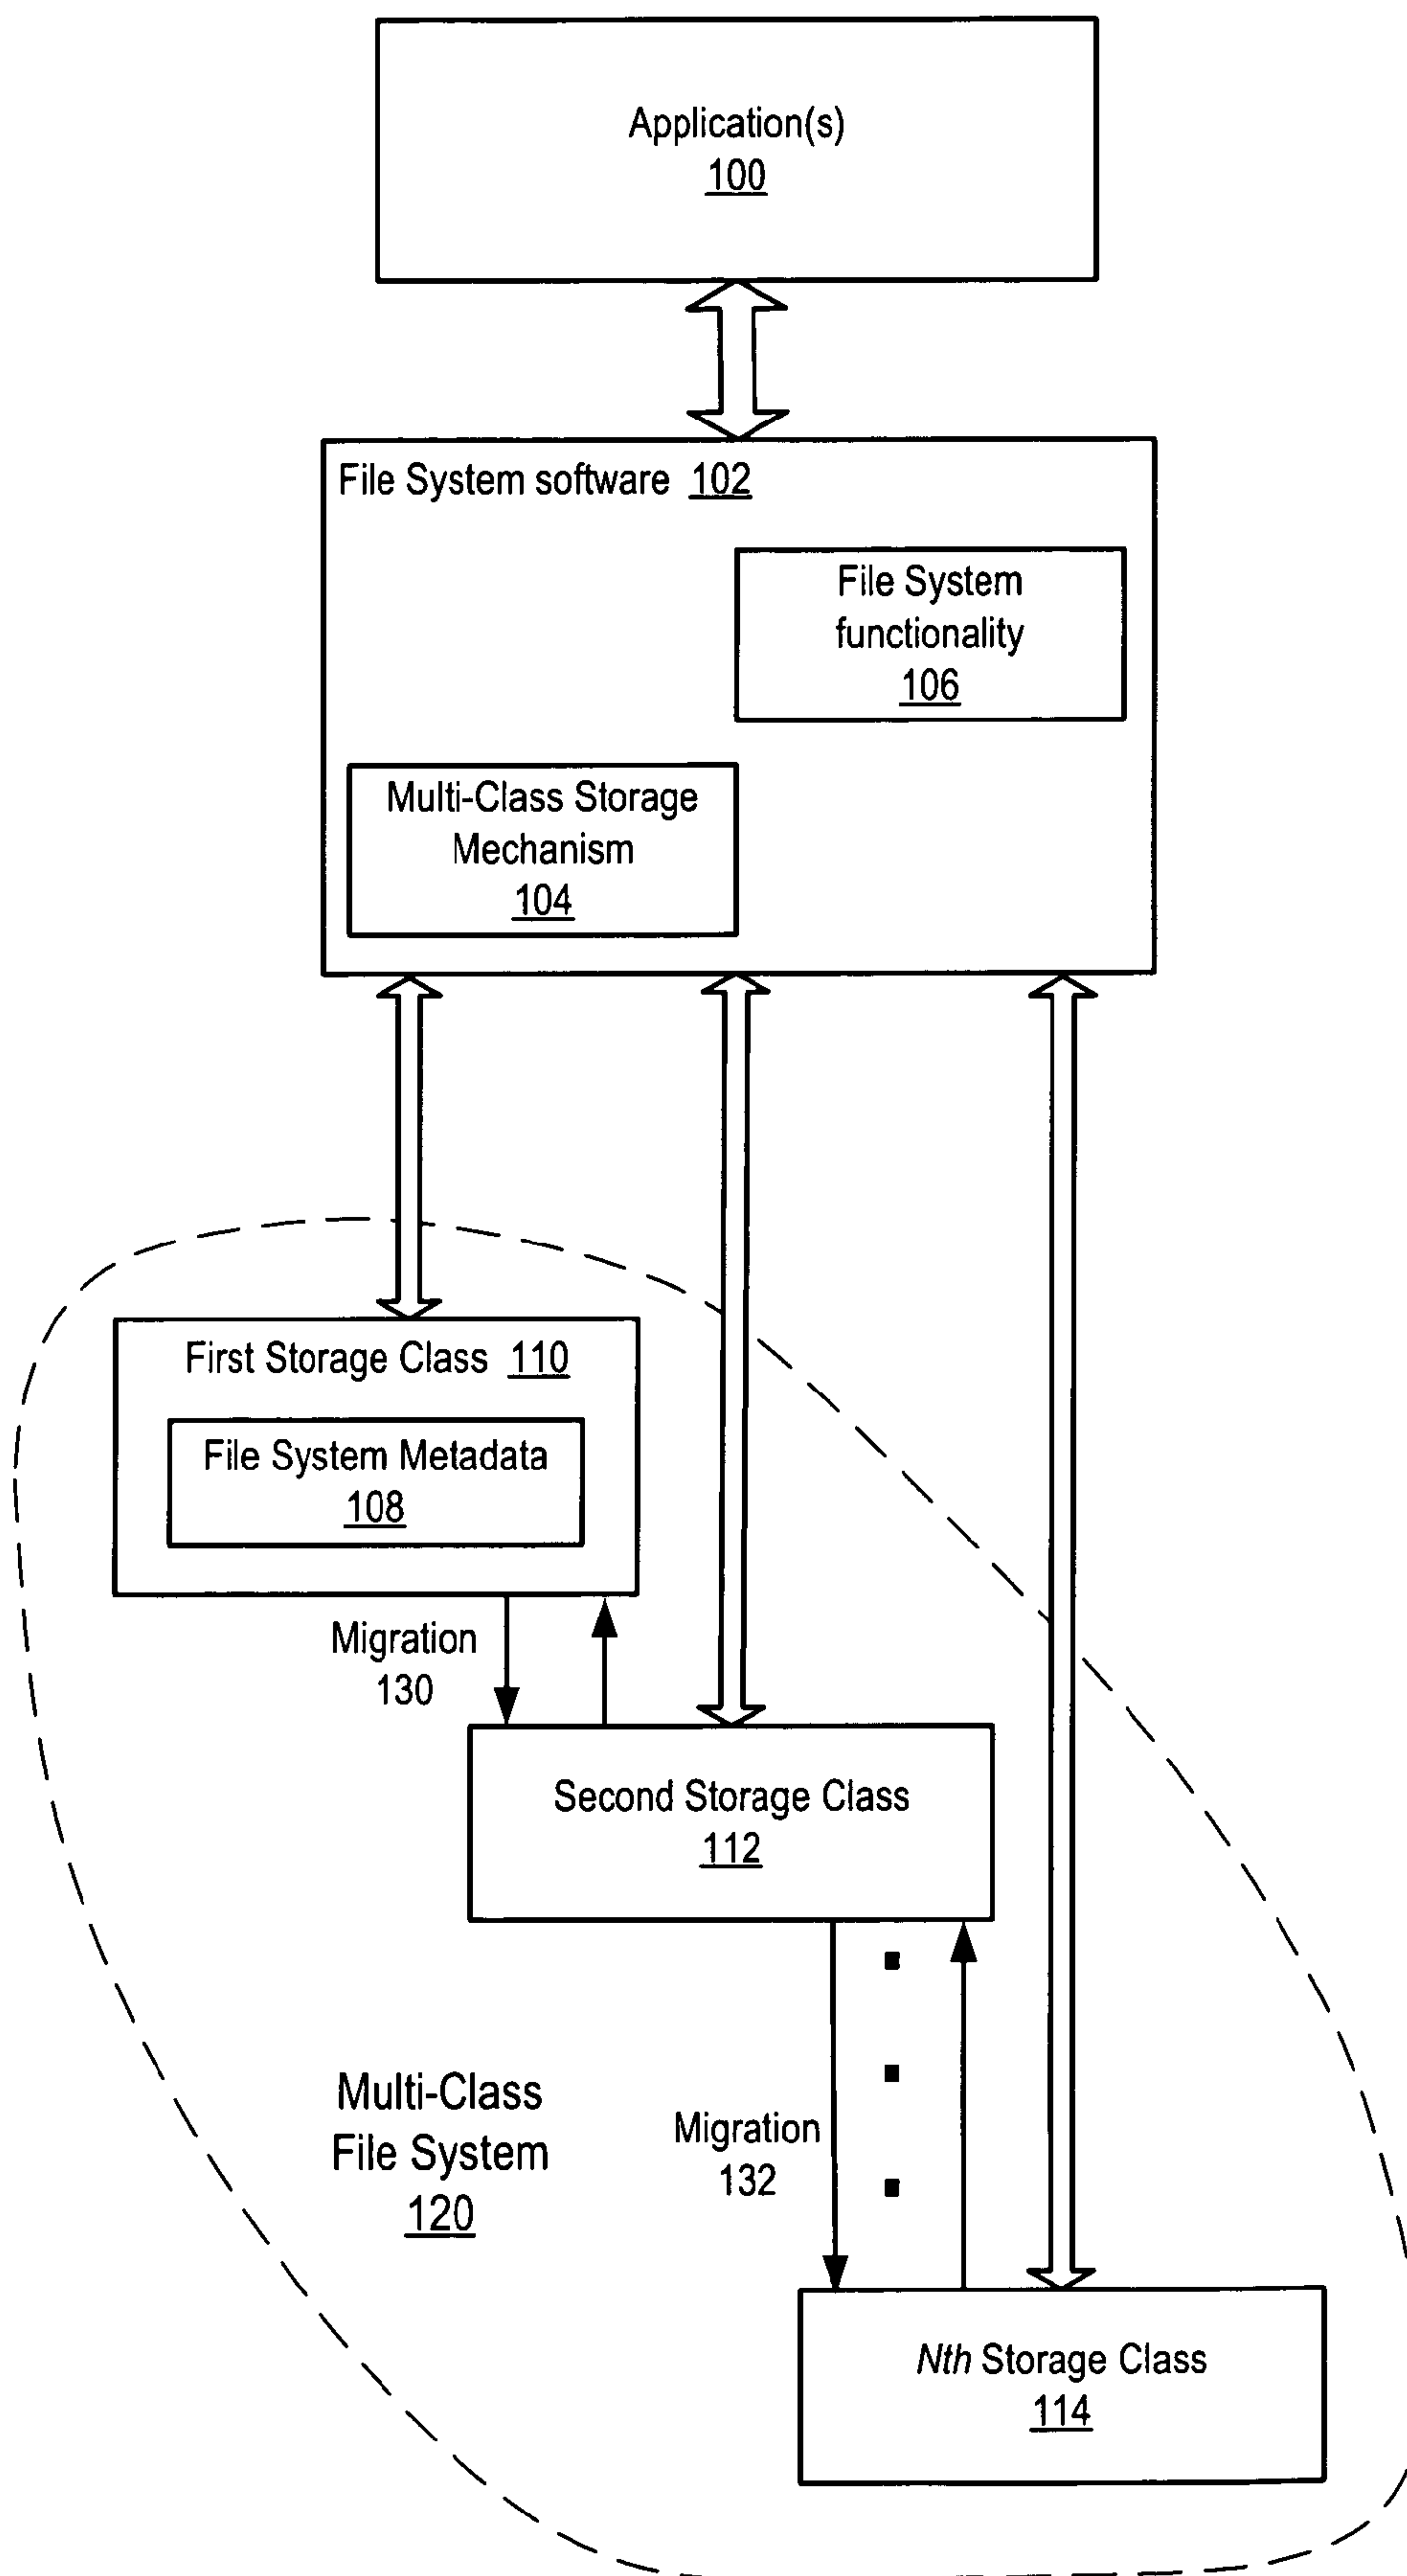 Application(s)
100
File System software 102
File System
functionality
106
Multi-Class Storage
Mechanism
104
First Storage Class 110
File System Metadata
108
Migration
130
Second Storage Class
112
Multi-Class
File System
120
Migration
132
Nth Storage Class
114